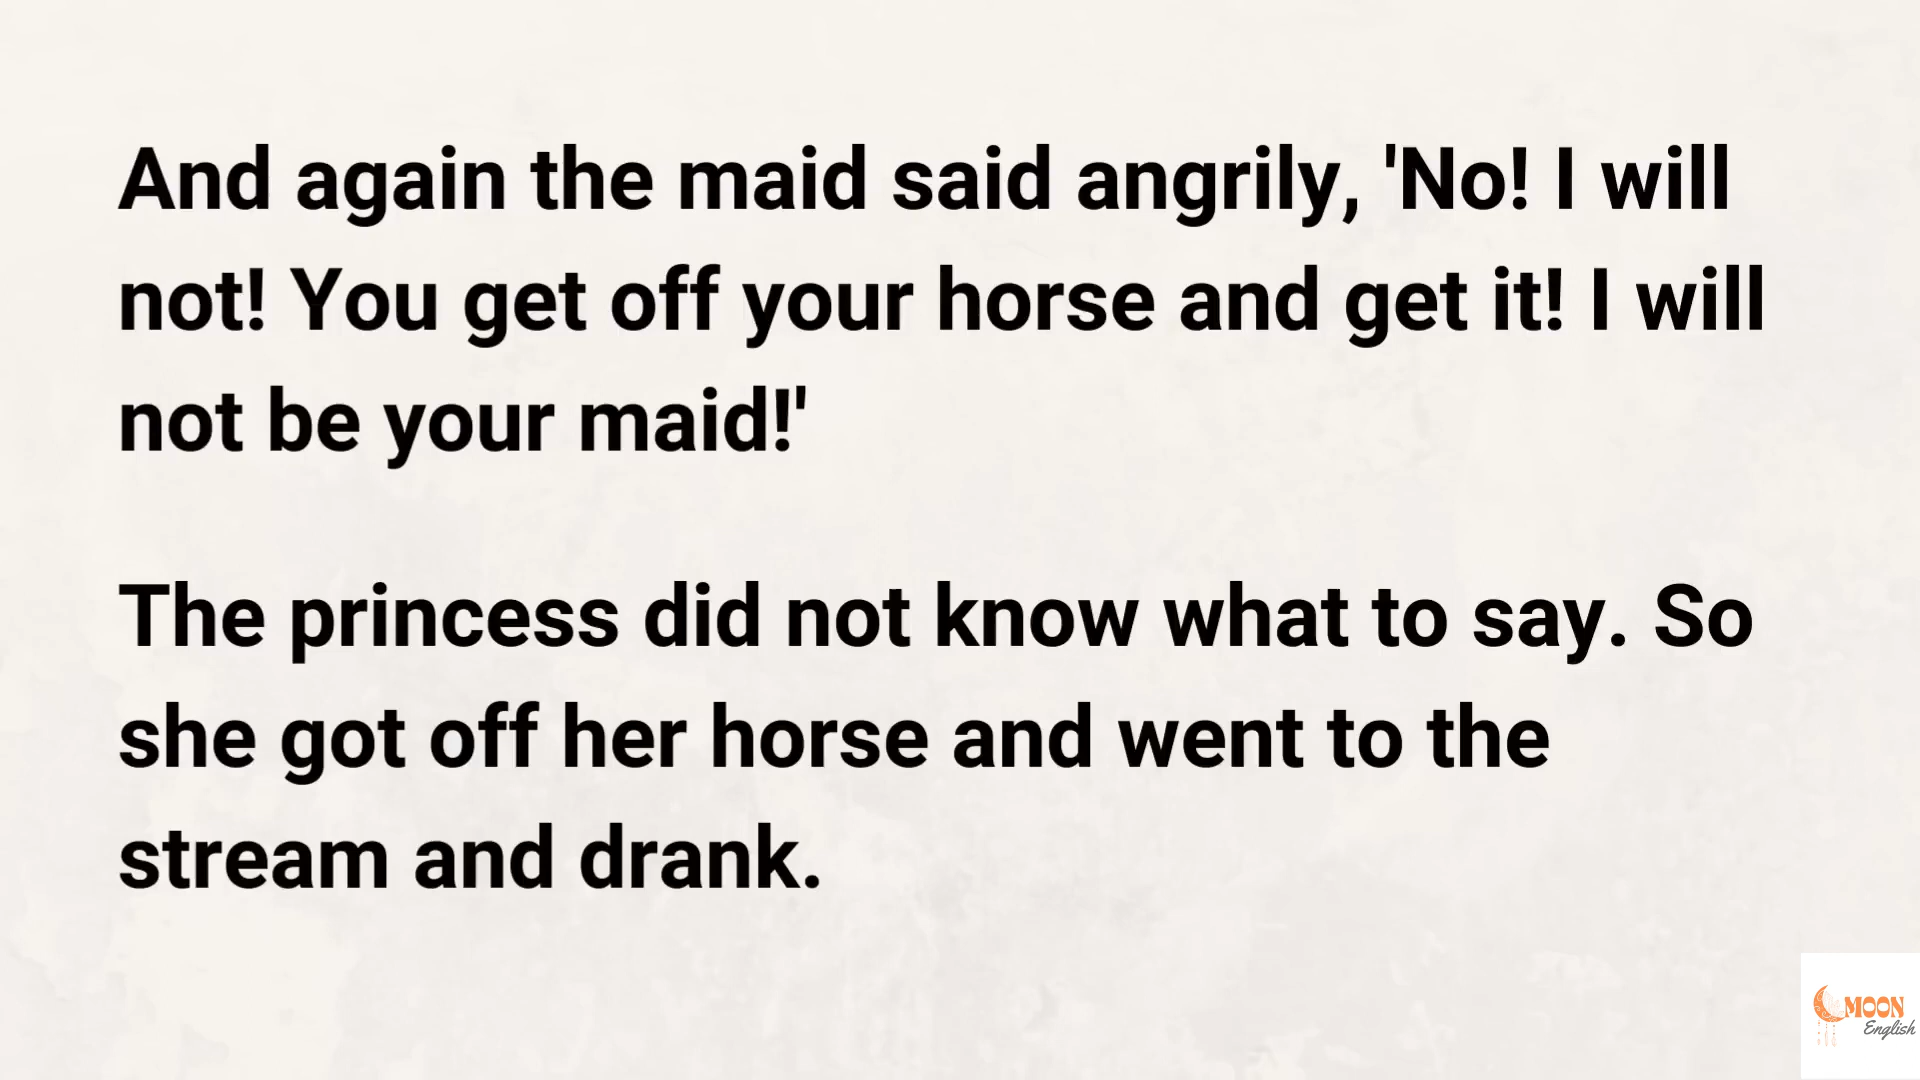 And again the maid said angrily, 'No! I will
not! You get off your horse and get it! I will
not be your maid!'
The princess did not know what to say. So
she got off her horse and went to the
stream and drank.
MOON
English